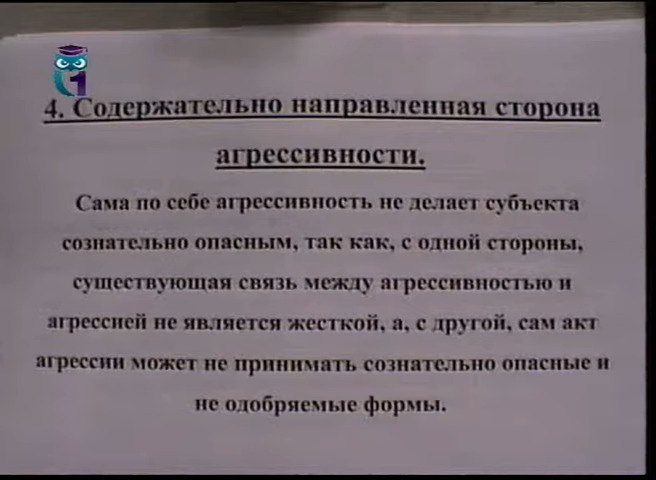 1
4. Содержательно направленная сторона
агрессивности.
Сама по себе агрессивность не делает субъекта
сознательно опасным, так как, с одной стороны,
существующая связь между агрессивностью и
агрессией не является жесткой, а, с другой, сам акт
агрессии может не принимать сознательно опасные и
не одобряемые формы.